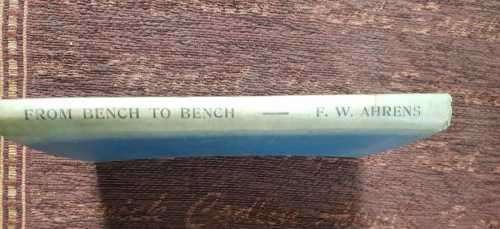 FROM BENCH TO BENCH — F. W. AHRENS